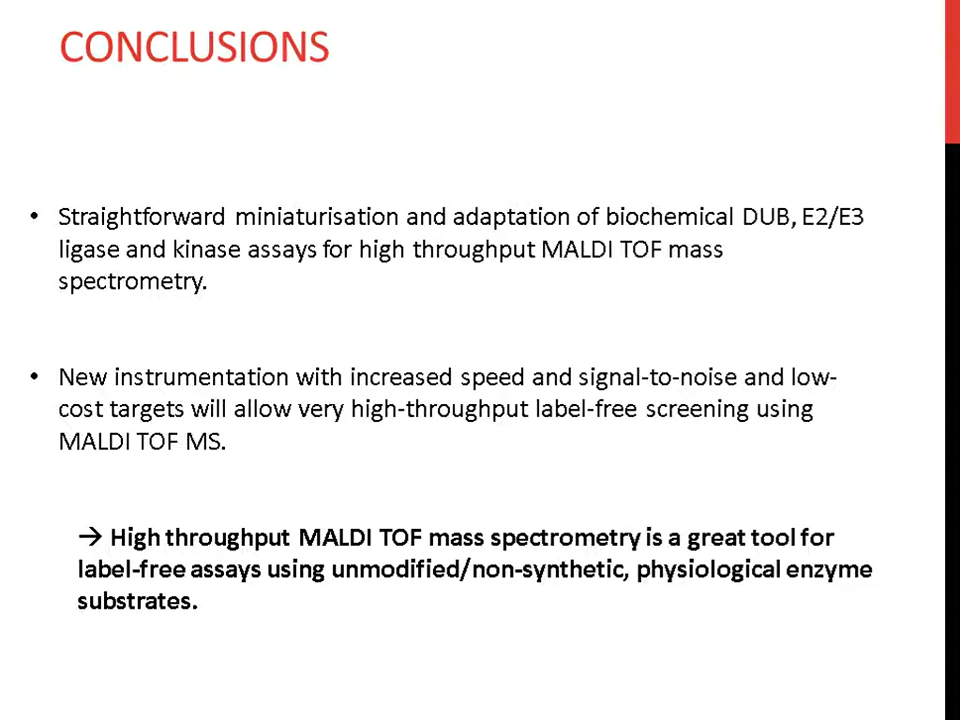 CONCLUSIONS
• Straightforward miniaturisation and adaptation of biochemical DUB, E2/E3
ligase and kinase assays for high throughput MALDI TOF mass
spectrometry.
• New instrumentation with increased speed and signal-to-noise and low-
cost targets will allow very high-throughput label-free screening using
MALDI TOF MS.
→ High throughput MALDI TOF mass spectrometry is a great tool for
label-free assays using unmodified/non-synthetic, physiological enzyme
substrates.